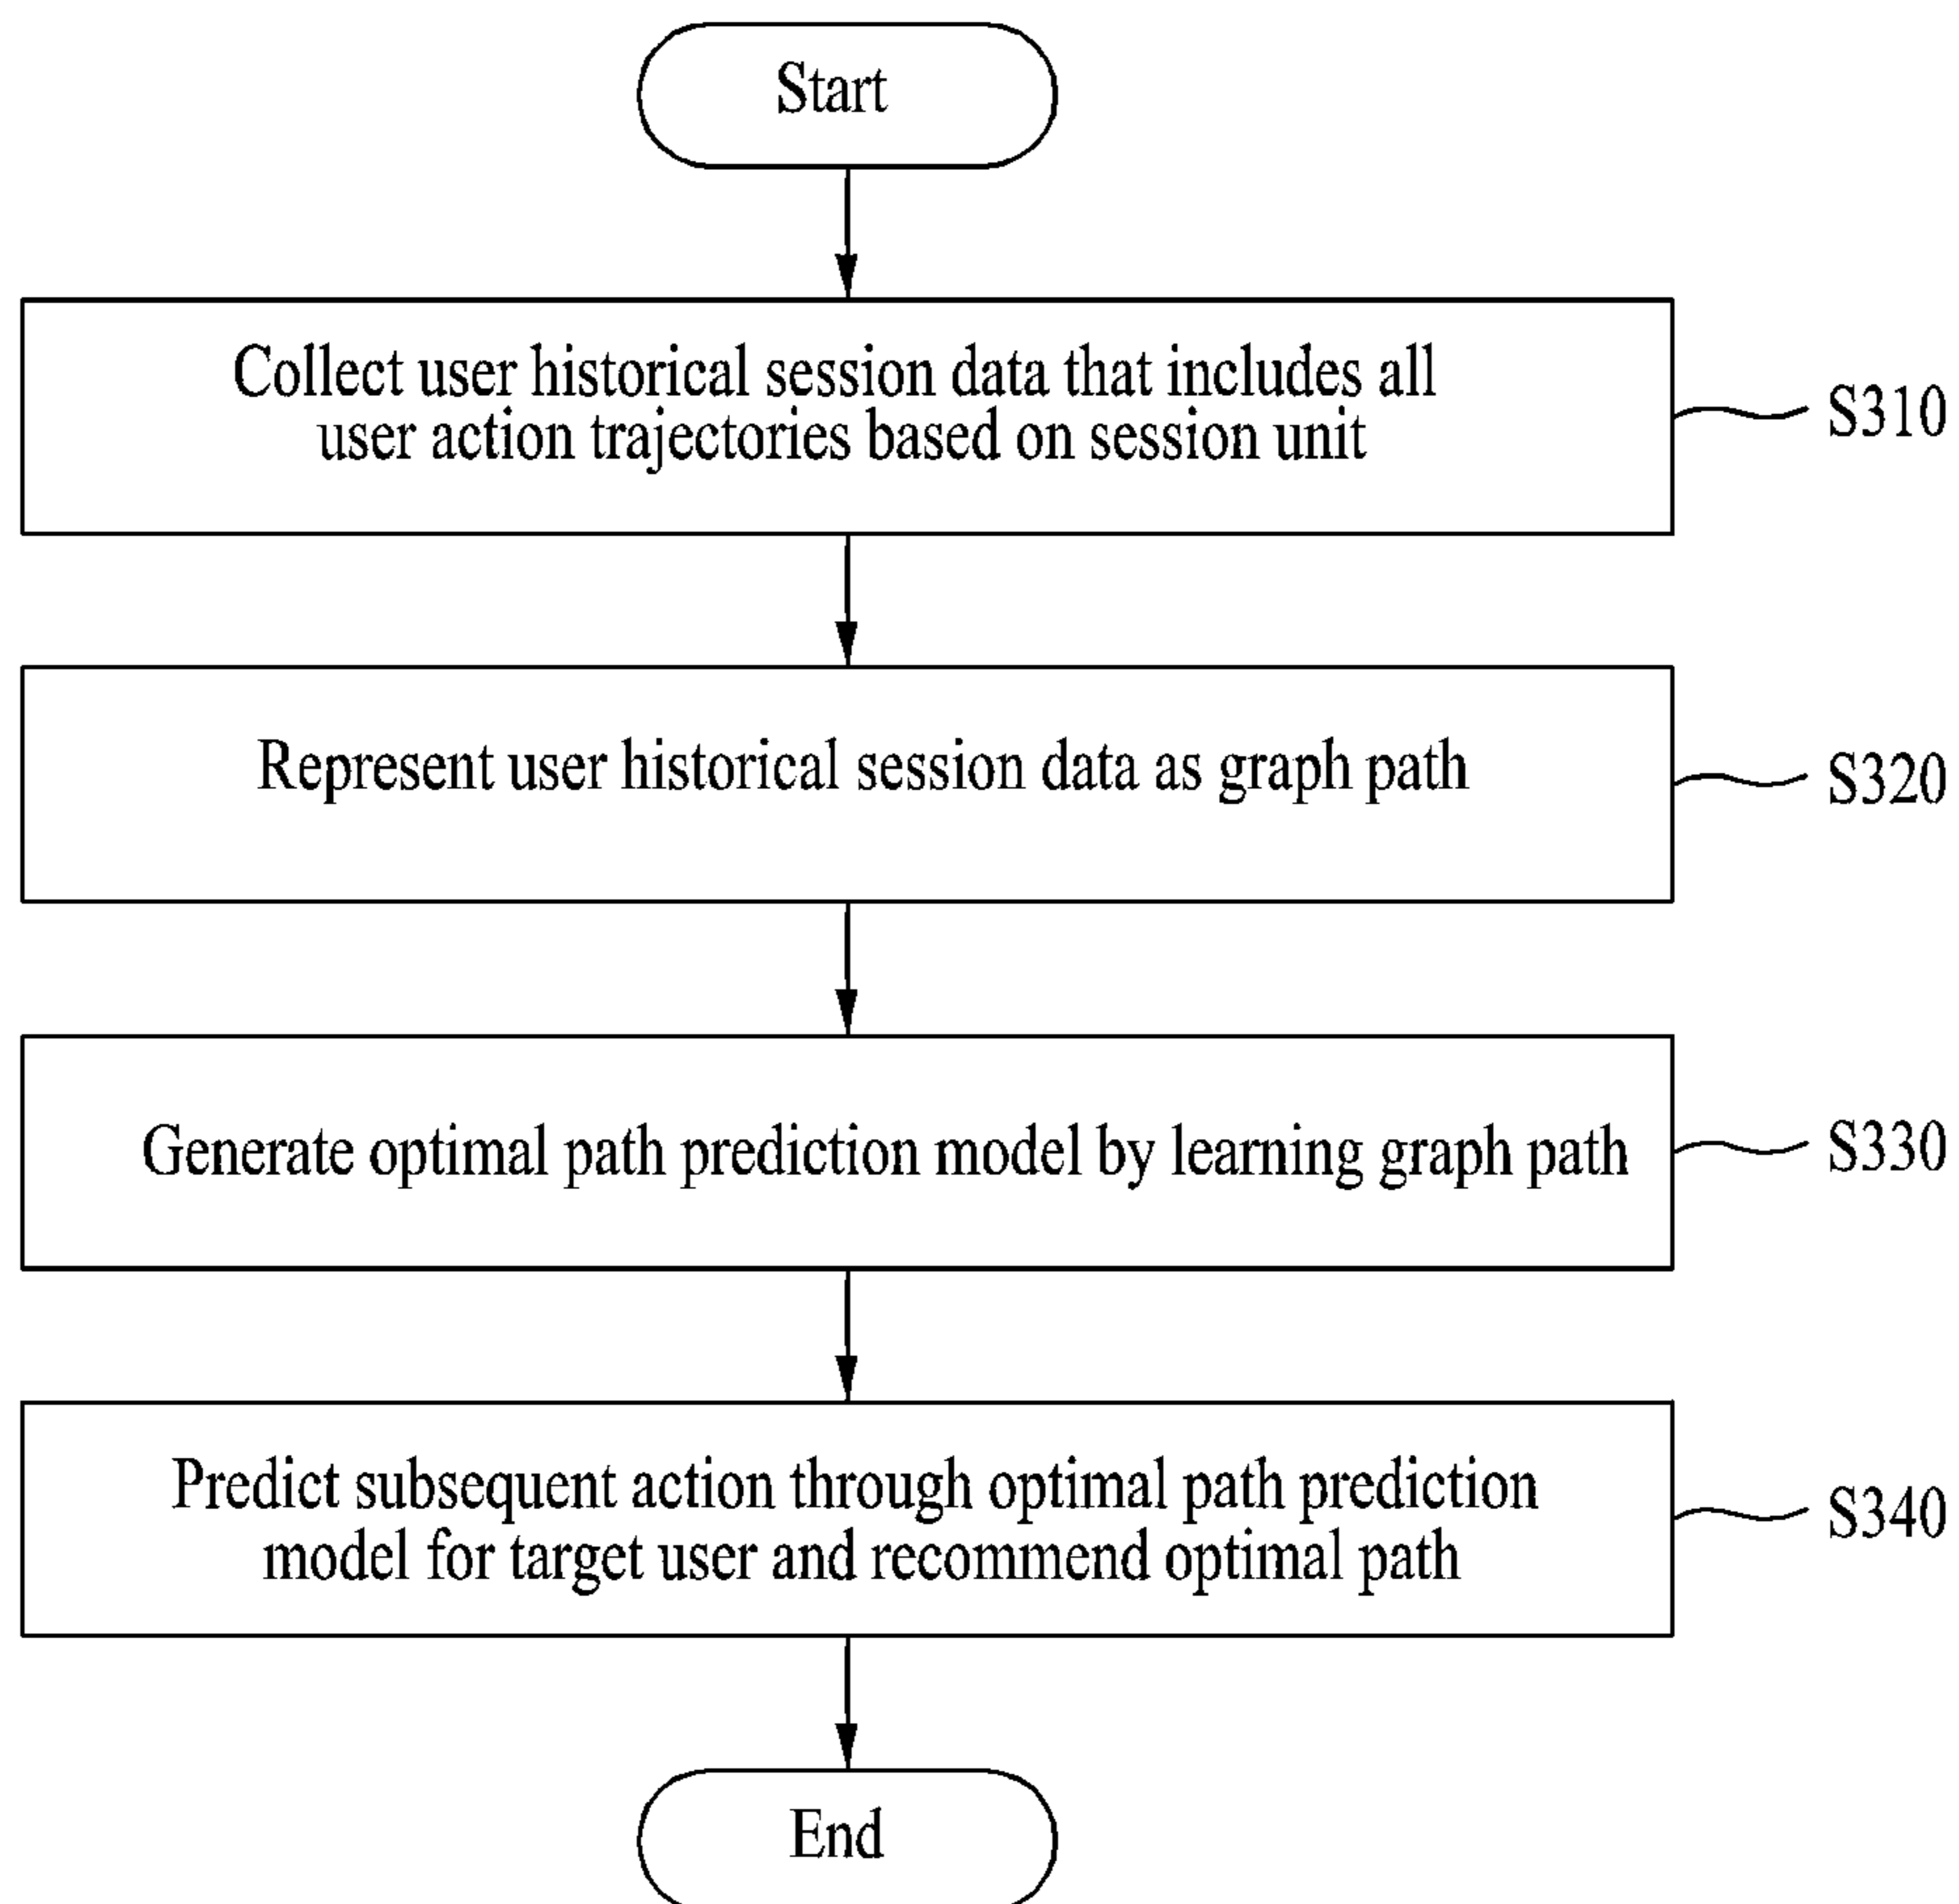 Start
Collect user historical session data that includes all
user action trajectories based on session unit
S310
Represent user historical session data as graph path
S320
Generate optimal path prediction model by learning graph path
S330
Predict subsequent action through optimal path prediction
model for target user and recommend optimal path
S340
End